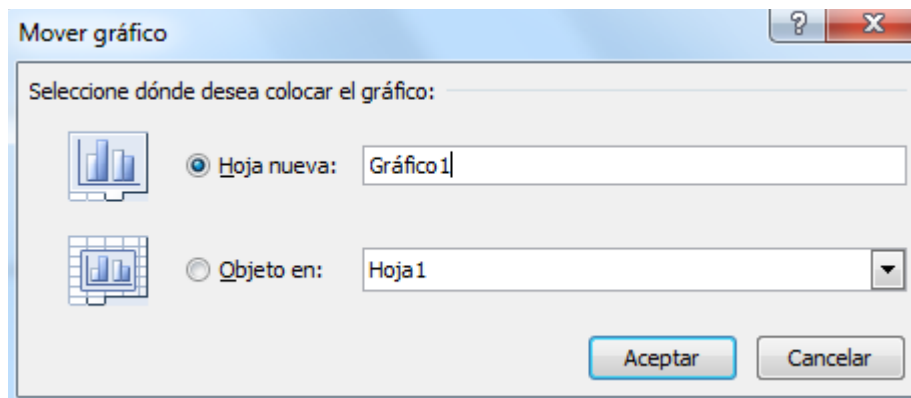 Mover gráfico
Seleccione dónde desea colocar el gráfico:
Hoja nueva: Gráfico1
Objeto en: Hoja1
Aceptar Cancelar